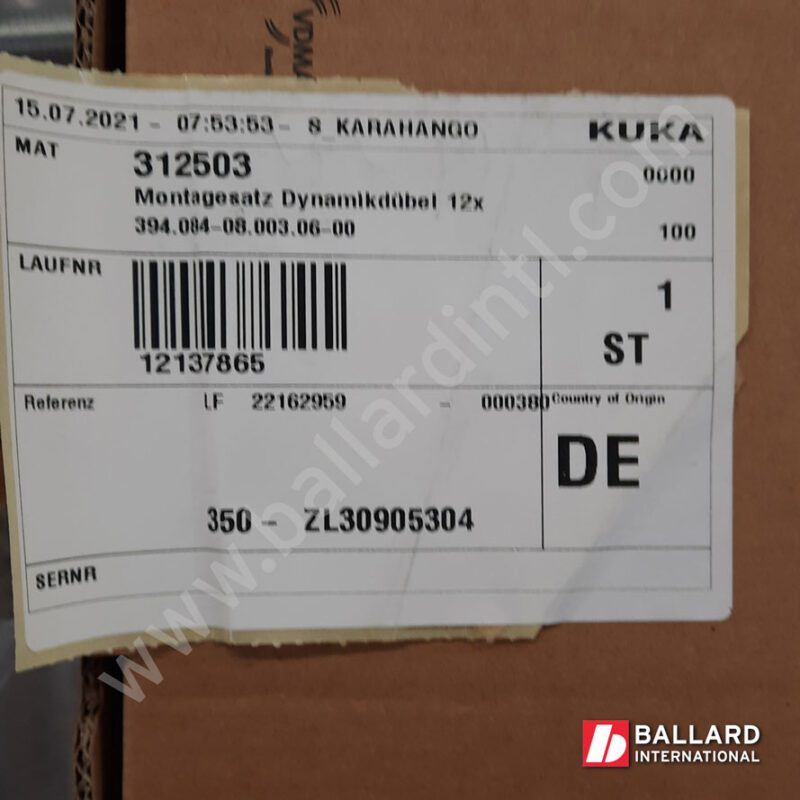 VDMA
15.07.2021 - 07:53:53 - S_KARAHANGO KUKA
MAT 312503 0000
Montagesatz Dynamikdübel 12x
394.084-08.003.06-00 100
LAUFNR 1
12137865 ST
Referenz LF 22162959 - 000380 Country of Origin
DE
350 - ZL30905304
SERNR
www.ballardintl.com
BALLARD
INTERNATIONAL